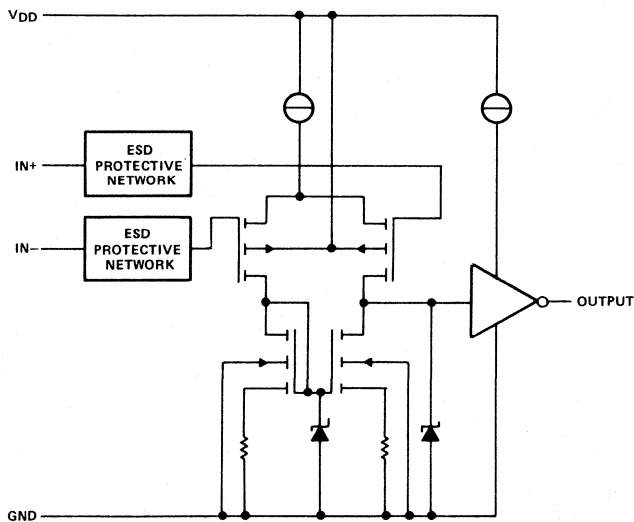 VDD
ESD
PROTECTIVE
NETWORK
IN+
ESD
PROTECTIVE
NETWORK
IN–
OUTPUT
GND